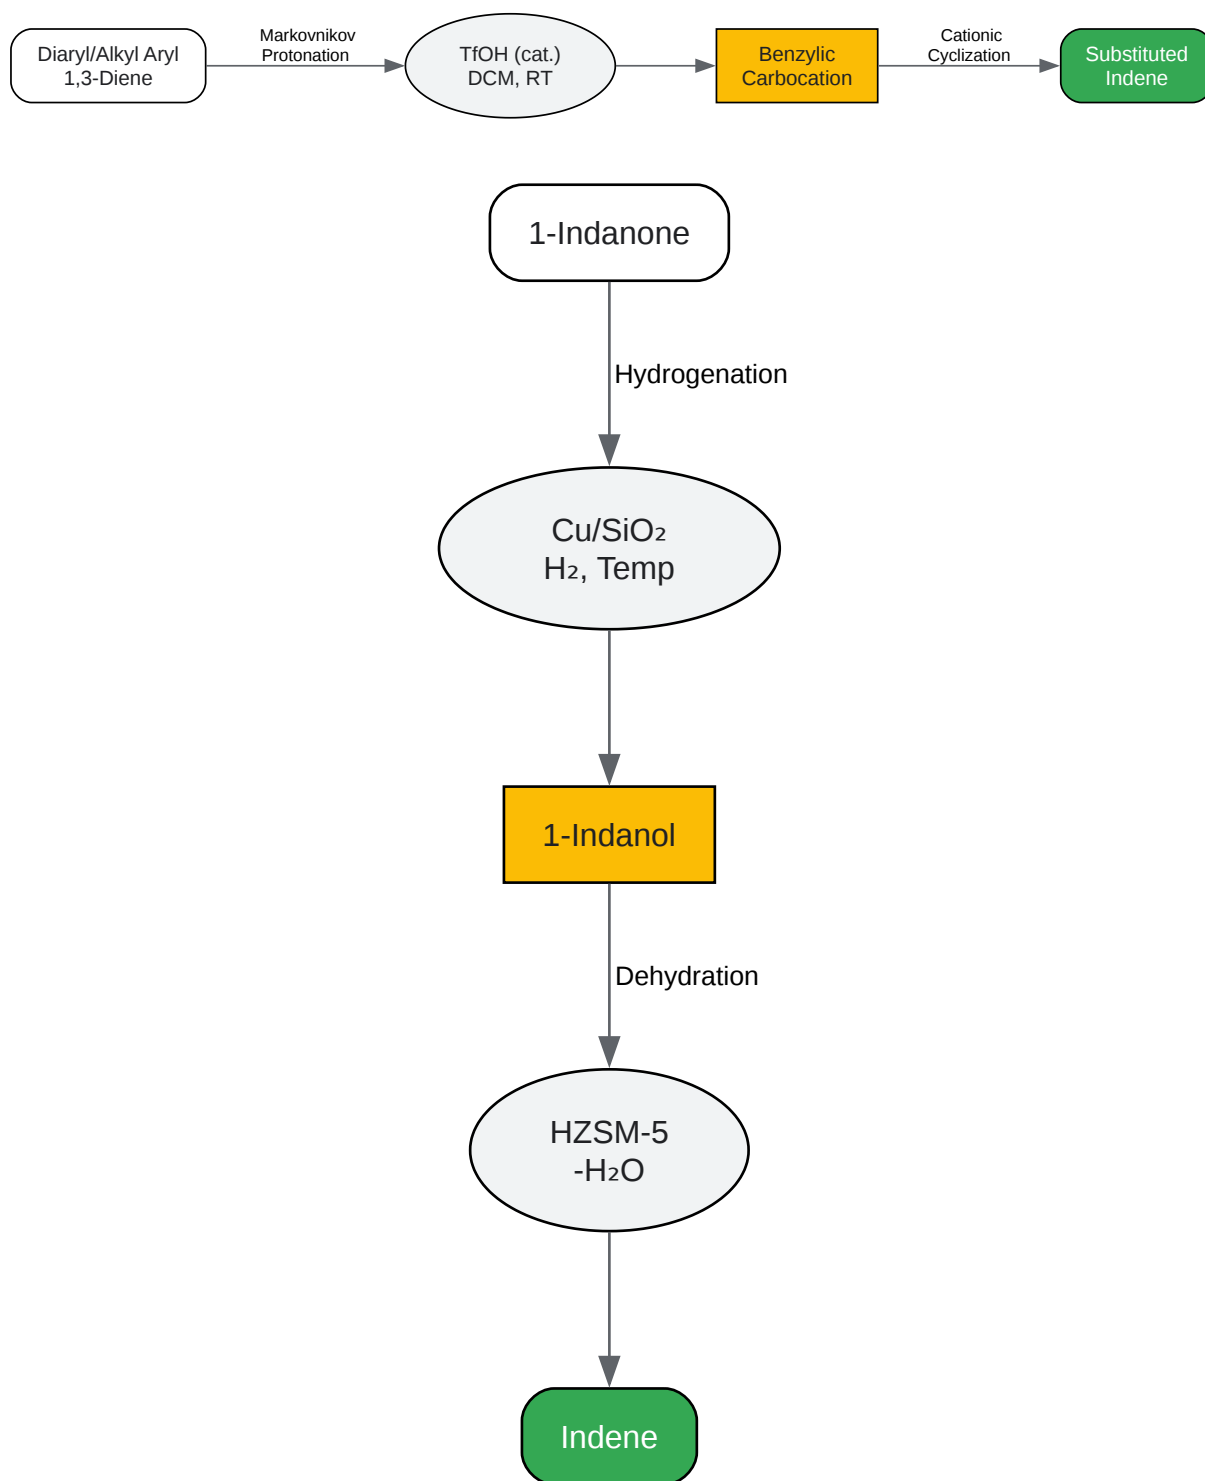 Diaryl/Alkyl Aryl
1,3-Diene
Markovnikov
Protonation
TfOH (cat.)
DCM, RT
Benzylic
Carbocation
Cationic
Cyclization
Substituted
Indene
1-Indanone
Hydrogenation
Cu/SiO₂
H₂, Temp
1-Indanol
Dehydration
HZSM-5
-H₂O
Indene